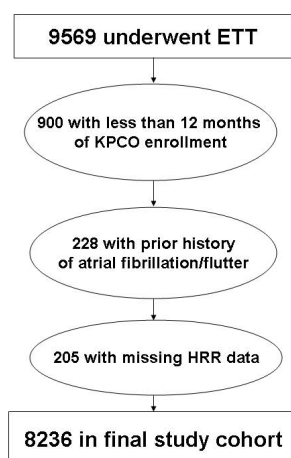 9569 underwent ETT
900 with less than 12 months
of KPCO enrollment
228 with prior history
of atrial fibrillation/flutter
205 with missing HRR data
8236 in final study cohort